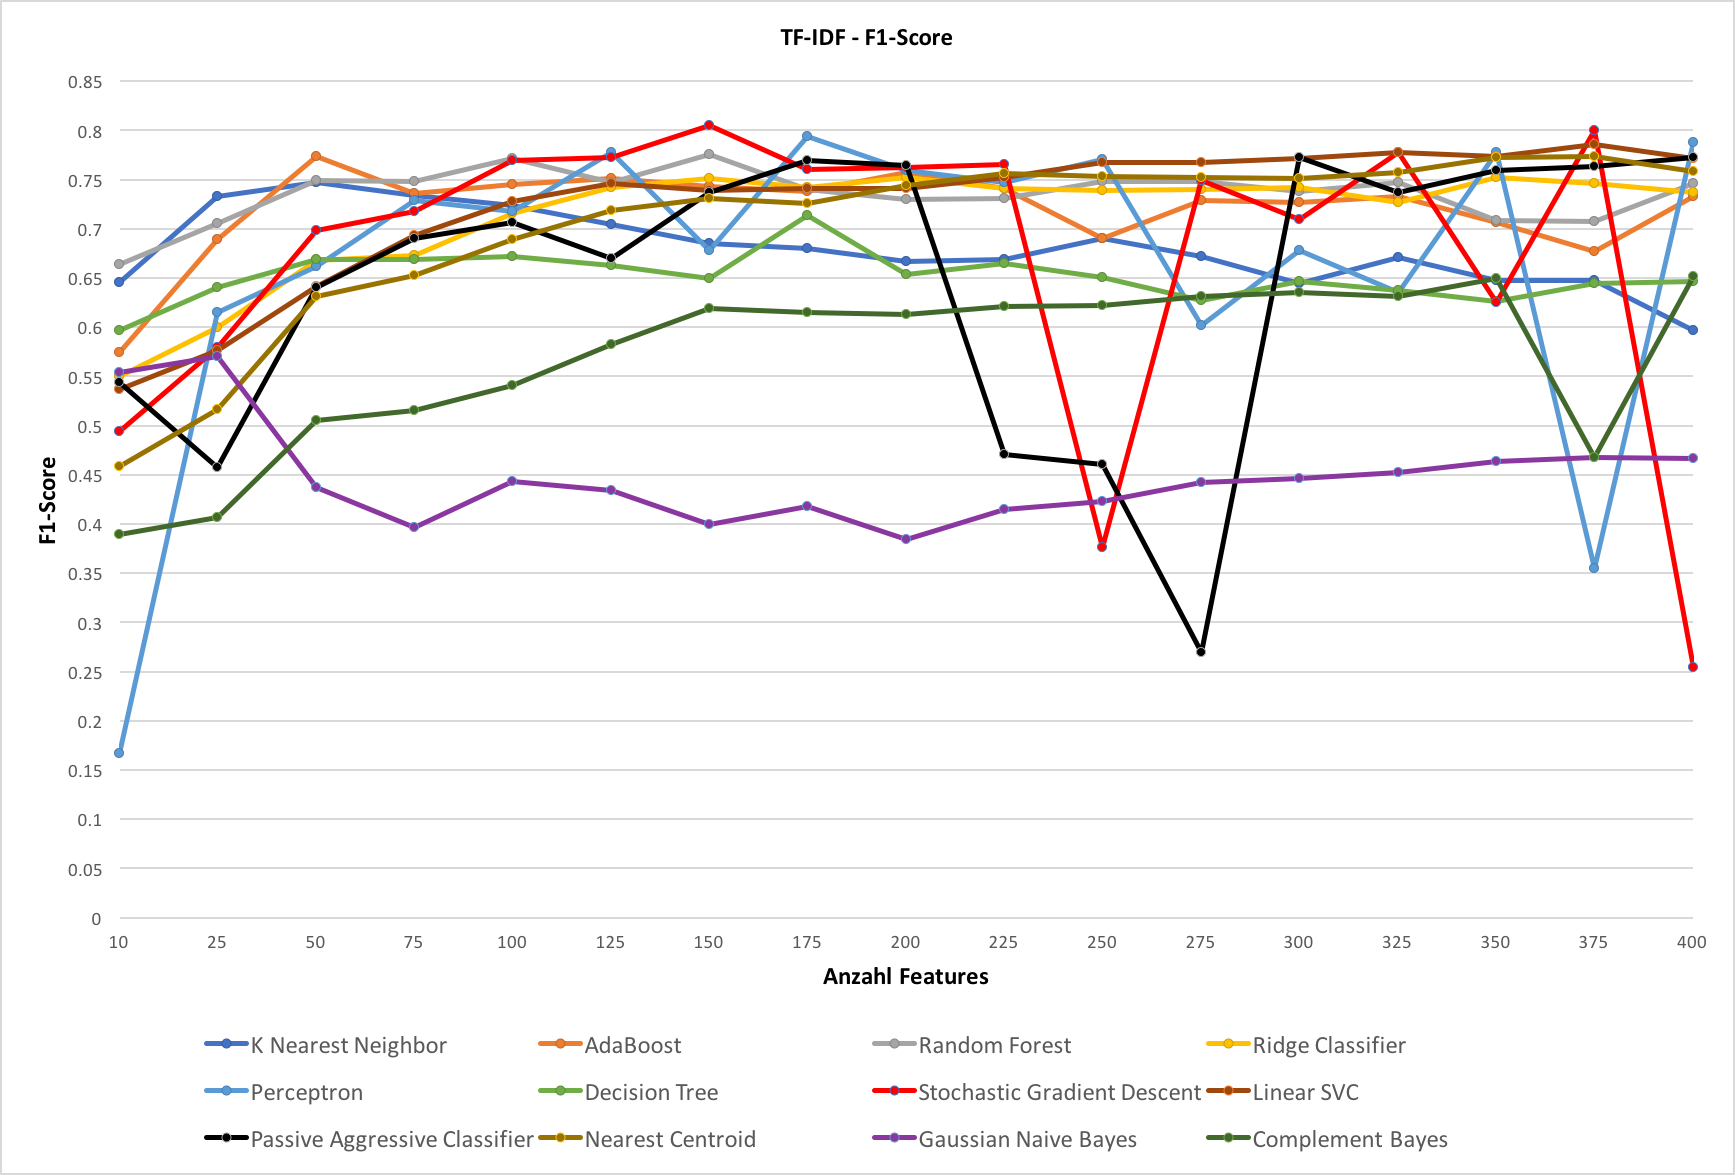 TF-IDF - F1-Score
0.85
0.8
0.75
0.7
0.65
0.6
0.55
0.5
0.45
0.4
0.35
0.3
0.25
0.2
0.15
0.1
0.05
0
F1-Score
10 25 50 75 100 125 150 175 200 225 250 275 300 325 350 375 400
Anzahl Features
K Nearest Neighbor AdaBoost Random Forest Ridge Classifier
Perceptron Decision Tree Stochastic Gradient Descent Linear SVC
Passive Aggressive Classifier Nearest Centroid Gaussian Naive Bayes Complement Bayes